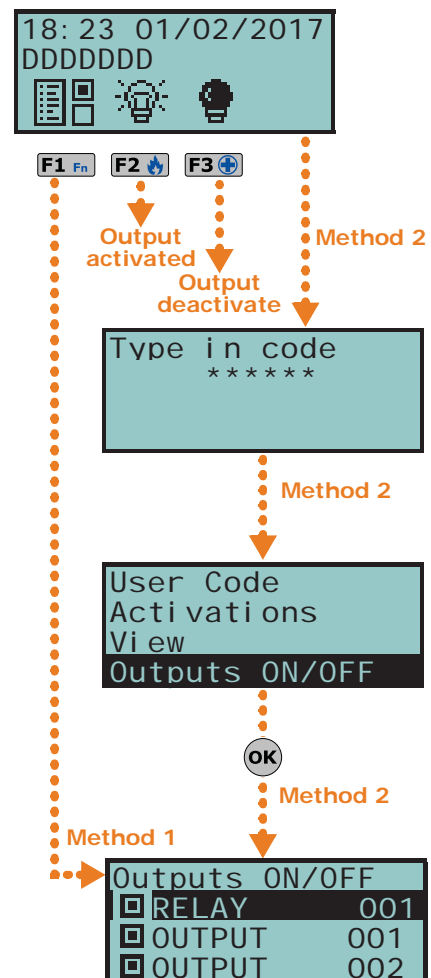 18:23 01/02/2017
DDDDDDD
F1 Fn F2 F3
Output
activated
Method 2
Output
deactivate
Type in code
******
Method 2
User Code
Activations
View
Outputs ON/OFF
OK
Method 2
Method 1
Outputs ON/OFF
RELAY 001
OUTPUT 001
OUTPUT 002